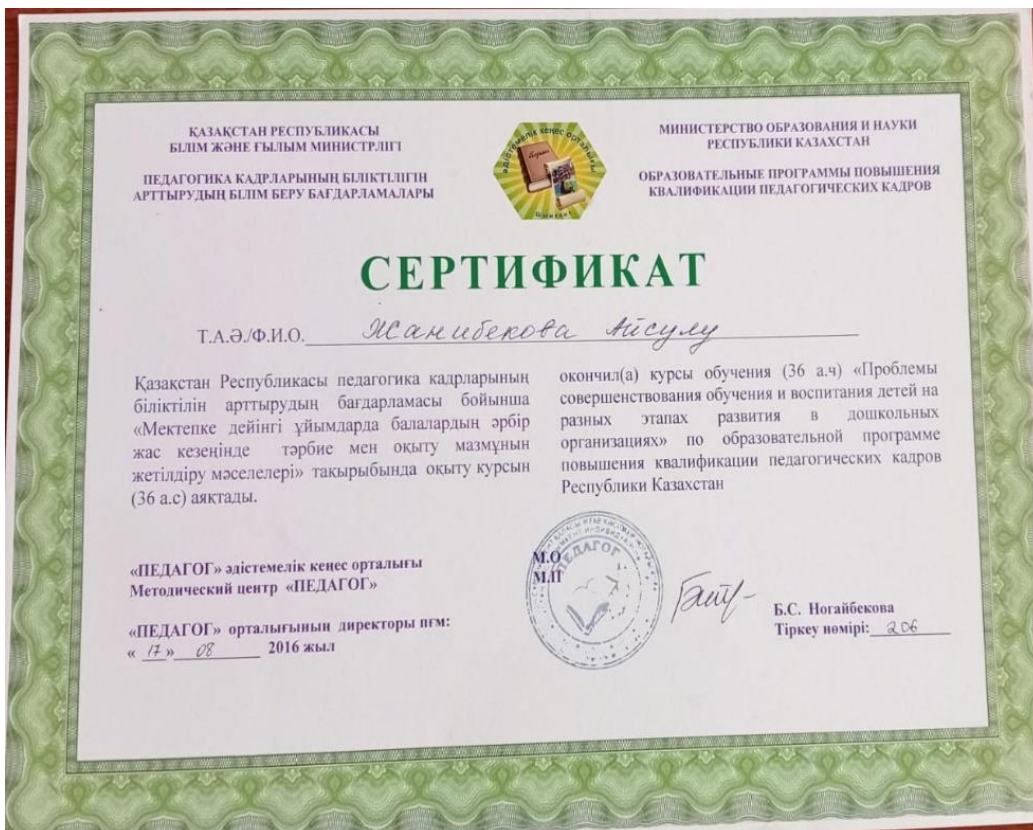 ҚАЗАҚСТАН РЕСПУБЛИКАСЫ
БІЛІМ ЖӘНЕ ҒЫЛЫМ МИНИСТРЛІГІ
ПЕДАГОГИКА КАДРЛАРЫНЫҢ БІЛІКТІЛІГІН
АРТТЫРУДЫҢ БІЛІМ БЕРУ БАҒДАРЛАМАЛАРЫ
әдістемелік кеңес орталығы
Шымкент
МИНИСТЕРСТВО ОБРАЗОВАНИЯ И НАУКИ
РЕСПУБЛИКИ КАЗАХСТАН
ОБРАЗОВАТЕЛЬНЫЕ ПРОГРАММЫ ПОВЫШЕНИЯ
КВАЛИФИКАЦИИ ПЕДАГОГИЧЕСКИХ КАДРОВ
СЕРТИФИКАТ
Т.А.Ә./Ф.И.О. Жанибекова Айсулу
Қазақстан Республикасы педагогика кадрларының
біліктілін арттырудың бағдарламасы бойынша
«Мектепке дейінгі ұйымдарда балалардың әрбір
жас кезеңінде тәрбие мен оқыту мазмұнын
жетілдіру мәселелері» тақырыбында оқыту курсын
(36 а.с) аяқтады.
окончил(а) курсы обучения (36 а.ч) «Проблемы
совершенствования обучения и воспитания детей на
разных этапах развития в дошкольных
организациях» по образовательной программе
повышения квалификации педагогических кадров
Республики Казахстан
«ПЕДАГОГ» әдістемелік кеңес орталығы
Методический центр «ПЕДАГОГ»
«ПЕДАГОГ» орталығының директоры пғм:
« 17 » 08 2016 жыл
М.О
М.П
ПЕДАГОГ
Б.С. Ногайбекова
Тіркеу нөмірі: 206